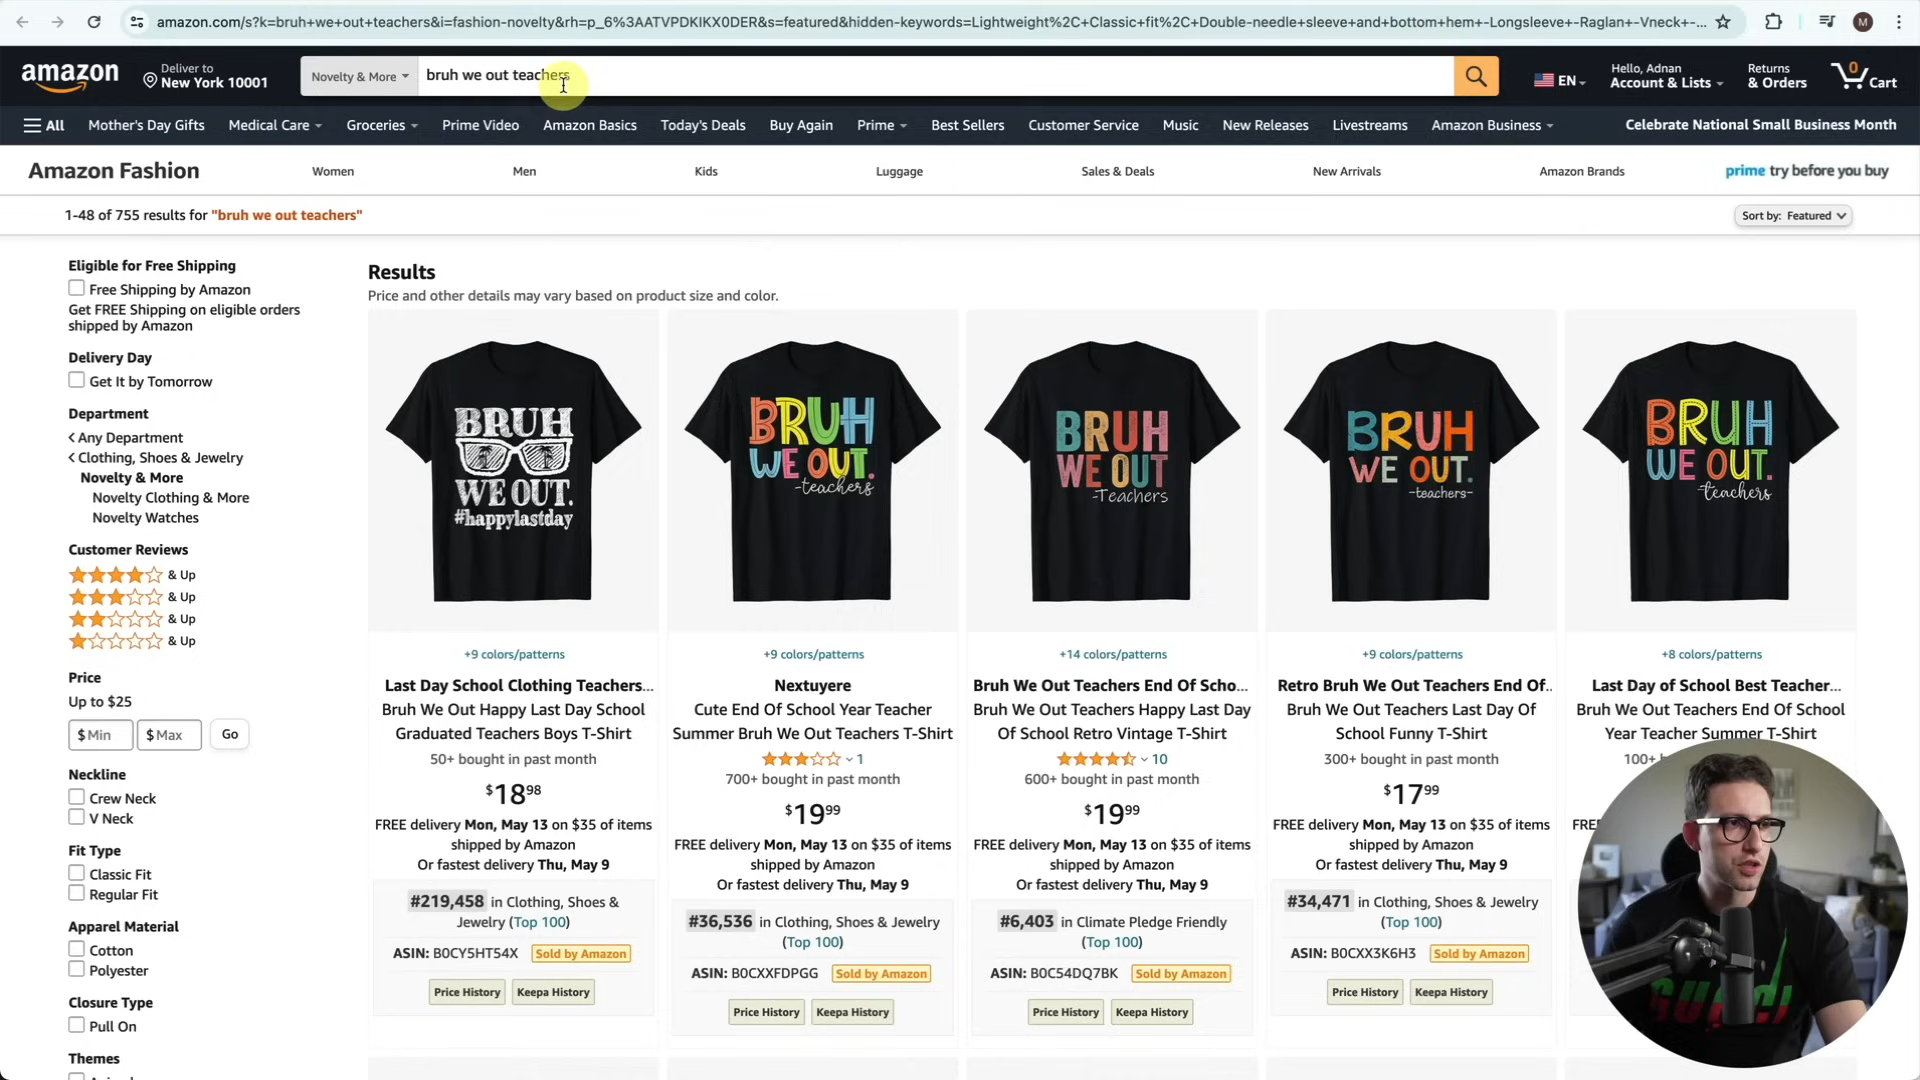 amazon.com/s?k=bruh+we+out+teachers&i=fashion-novelty&rh=p_6%3AATVPDKIKX0DER&s=featured&hidden-keywords=Lightweight%2C+Classic+fit%2C+Double-needle+sleeve+and+bottom+hem+-Longsleeve+-Raglan+-Vneck+-...
M
amazon
Deliver to
New York 10001
Novelty & More
bruh we out teachers
EN
Hello, Adnan
Account & Lists
Returns
& Orders
0
Cart
All
Mother's Day Gifts
Medical Care
Groceries
Prime Video
Amazon Basics
Today's Deals
Buy Again
Prime
Best Sellers
Customer Service
Music
New Releases
Livestreams
Amazon Business
Celebrate National Small Business Month
Amazon Fashion
Women
Men
Kids
Luggage
Sales & Deals
New Arrivals
Amazon Brands
prime try before you buy
1-48 of 755 results for "bruh we out teachers"
Sort by: Featured
Eligible for Free Shipping
Free Shipping by Amazon
Get FREE Shipping on eligible orders
shipped by Amazon
Delivery Day
Get It by Tomorrow
Department
Any Department
Clothing, Shoes & Jewelry
Novelty & More
Novelty Clothing & More
Novelty Watches
Customer Reviews
& Up
& Up
& Up
& Up
Price
Up to $25
$ Min
$ Max
Go
Neckline
Crew Neck
V Neck
Fit Type
Classic Fit
Regular Fit
Apparel Material
Cotton
Polyester
Closure Type
Pull On
Themes
Results
Price and other details may vary based on product size and color.
BRUH
WE OUT.
#happylastday
+9 colors/patterns
Last Day School Clothing Teachers...
Bruh We Out Happy Last Day School
Graduated Teachers Boys T-Shirt
50+ bought in past month
$18 98
FREE delivery Mon, May 13 on $35 of items
shipped by Amazon
Or fastest delivery Thu, May 9
#219,458 in Clothing, Shoes &
Jewelry (Top 100)
ASIN: B0CY5HT54X
Sold by Amazon
Price History
Keepa History
BRUH
WE OUT.
-teachers
+9 colors/patterns
Nextuyere
Cute End Of School Year Teacher
Summer Bruh We Out Teachers T-Shirt
1
700+ bought in past month
$19 99
FREE delivery Mon, May 13 on $35 of items
shipped by Amazon
Or fastest delivery Thu, May 9
#36,536 in Clothing, Shoes & Jewelry
(Top 100)
ASIN: B0CXXFDPGG
Sold by Amazon
Price History
Keepa History
BRUH
WE OUT
-Teachers
+14 colors/patterns
Bruh We Out Teachers End Of Scho...
Bruh We Out Teachers Happy Last Day
Of School Retro Vintage T-Shirt
10
600+ bought in past month
$19 99
FREE delivery Mon, May 13 on $35 of items
shipped by Amazon
Or fastest delivery Thu, May 9
#6,403 in Climate Pledge Friendly
(Top 100)
ASIN: B0C54DQ7BK
Sold by Amazon
Price History
Keepa History
BRUH
WE OUT.
-teachers-
+9 colors/patterns
Retro Bruh We Out Teachers End Of...
Bruh We Out Teachers Last Day Of
School Funny T-Shirt
300+ bought in past month
$17 99
FREE delivery Mon, May 13 on $35 of items
shipped by Amazon
Or fastest delivery Thu, May 9
#34,471 in Clothing, Shoes & Jewelry
(Top 100)
ASIN: B0CXX3K6H3
Sold by Amazon
Price History
Keepa History
BRUH
WE OUT.
-teachers
+8 colors/patterns
Last Day of School Best Teacher...
Bruh We Out Teachers End Of School
Year Teacher Summer T-Shirt
100+